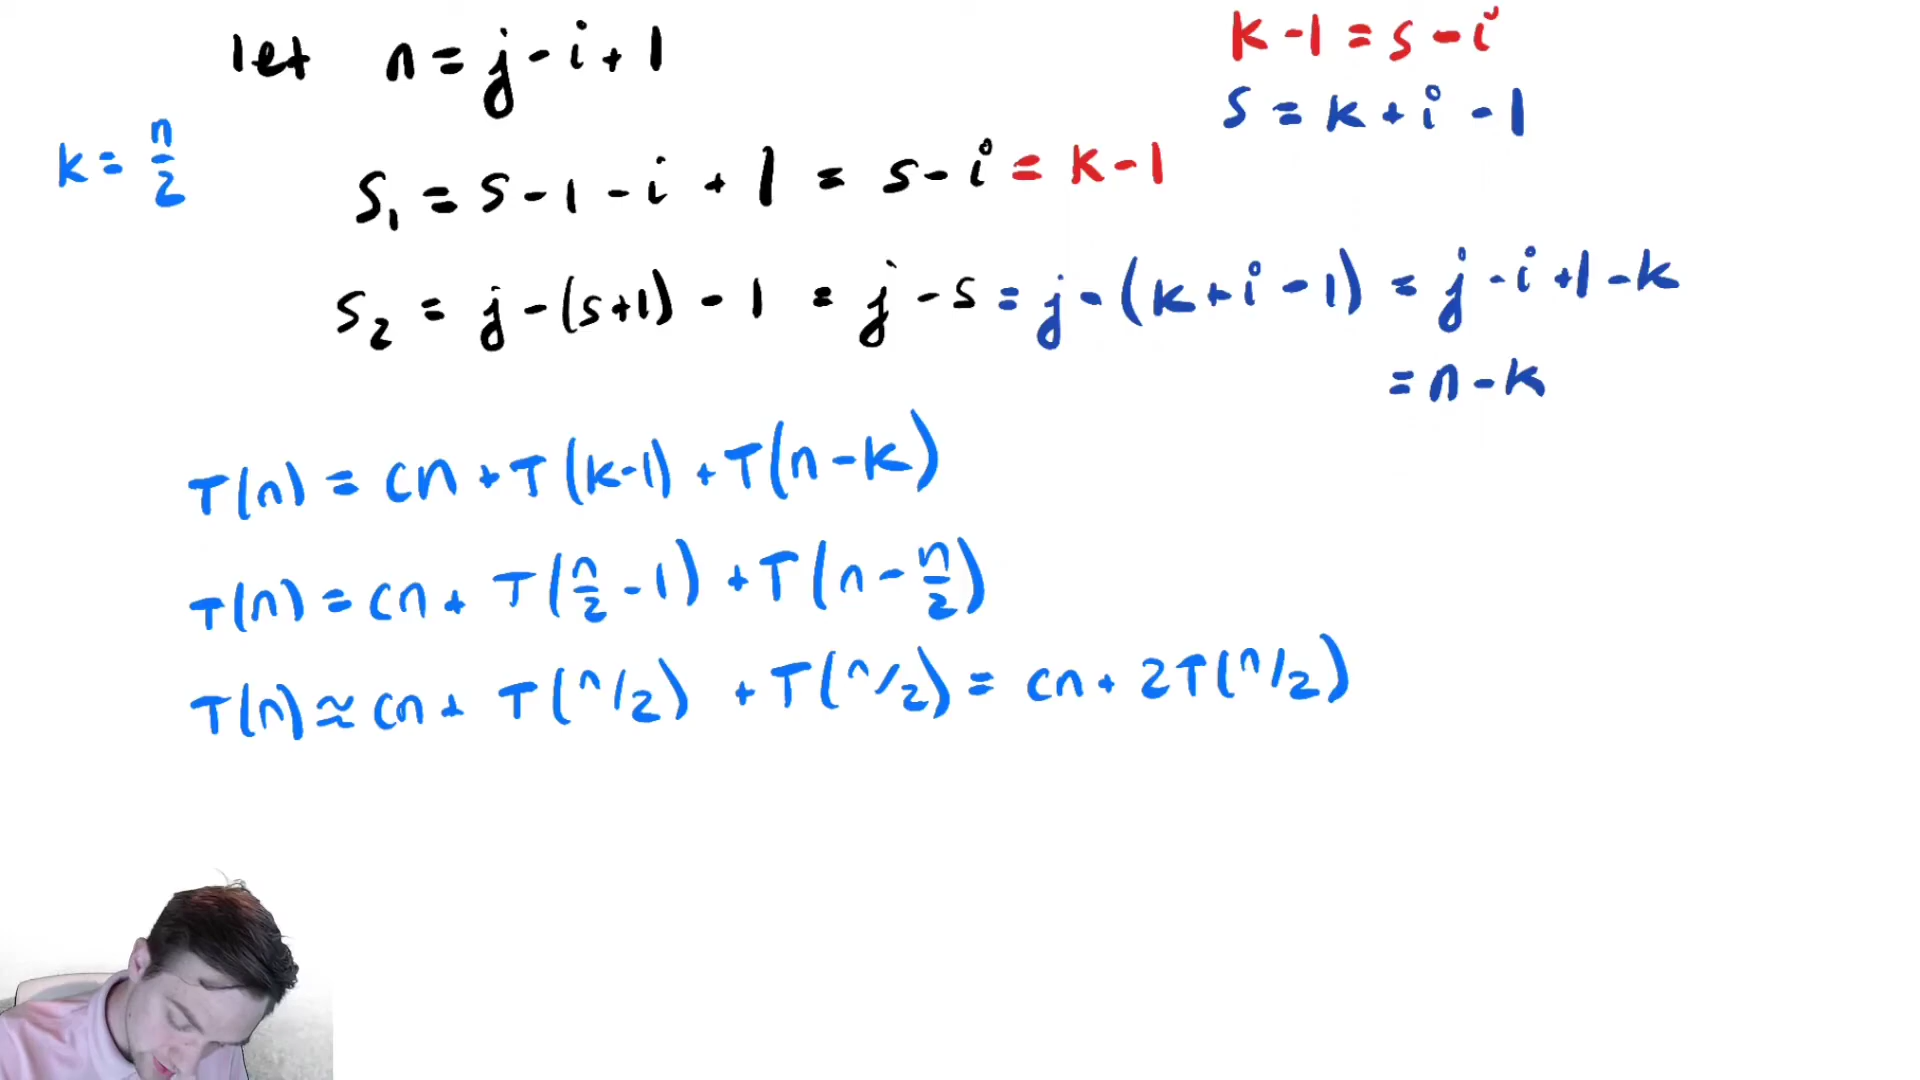 let n = j - i + 1
k - 1 = s - i
s = k + i - 1
k = n/2
S₁ = s - 1 - i + 1 = s - i = k - 1
S₂ = j - (s+1) - 1 = j - s = j - (k + i - 1) = j - i + 1 - k
= n - k
T(n) = cn + T(k-1) + T(n-k)
T(n) = cn + T(n/2 - 1) + T(n - n/2)
T(n) ≈ cn + T(n/2) + T(n/2) = cn + 2T(n/2)